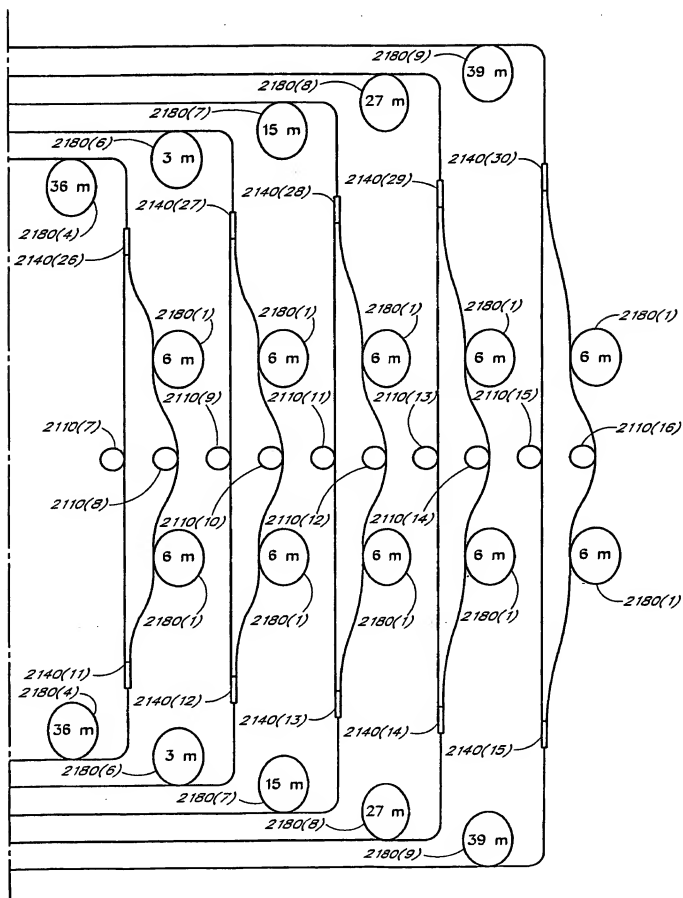 2180(9)
39 m
2180(8)
27 m
2180(7)
15 m
2180(6)
3 m
2140(30)
36 m
2140(29)
2140(28)
2140(27)
2180(4)
2140(26)
2180(1)
2180(1)
2180(1)
2180(1)
2180(1)
6 m
6 m
6 m
6 m
6 m
2110(9)
2110(11)
2110(13)
2110(15)
2110(7)
2110(16)
2110(8)
2110(10)
2110(12)
2110(14)
6 m
6 m
6 m
6 m
6 m
2180(1)
2180(1)
2180(1)
2180(1)
2180(1)
2140(11)
2180(4)
2140(12)
2140(13)
2140(14)
2140(15)
36 m
3 m
2180(6)
15 m
2180(7)
27 m
2180(8)
39 m
2180(9)